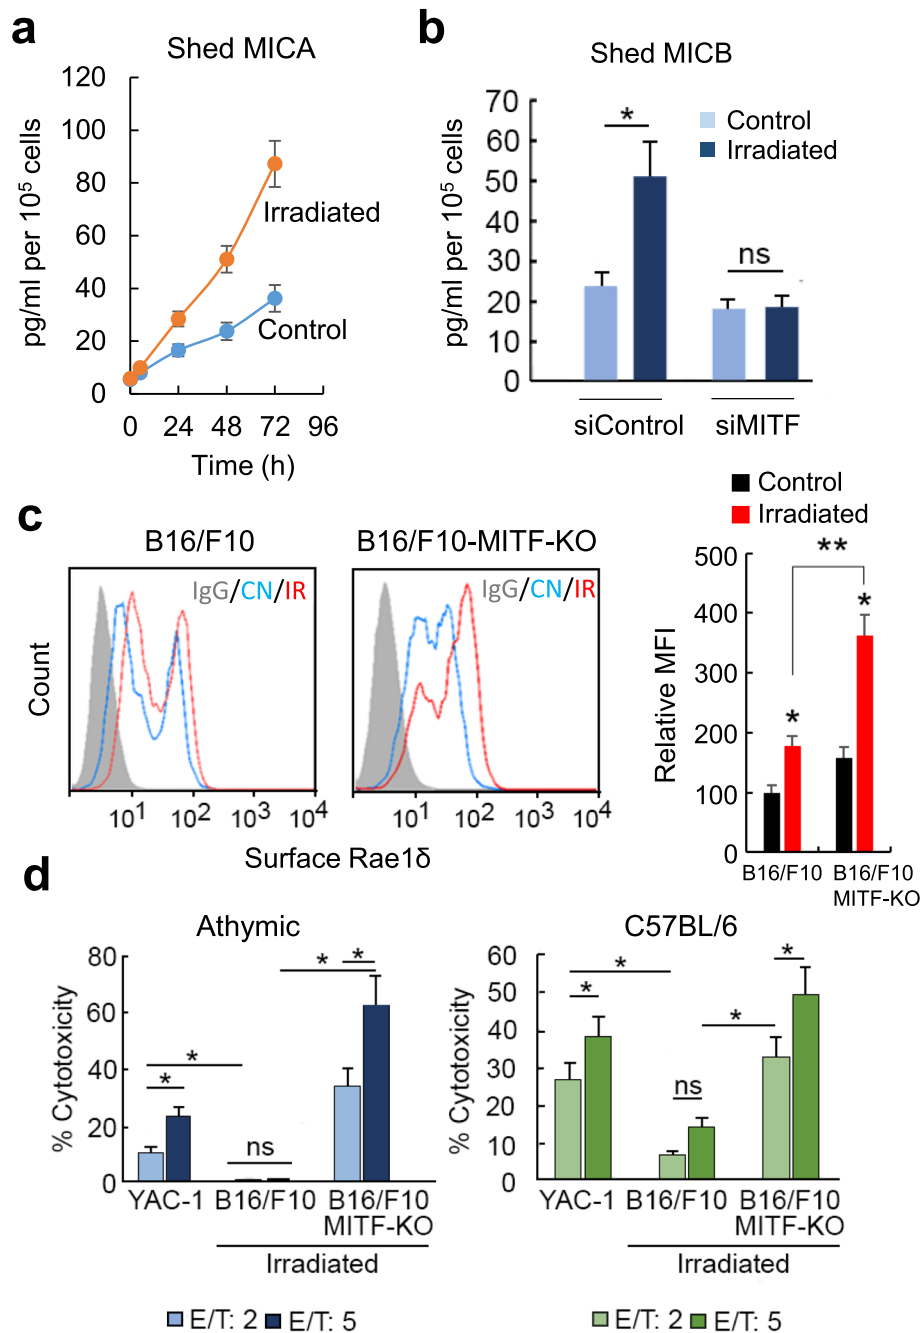 a
Shed MICA
pg/ml per 10⁵ cells
120
100
80
60
40
20
0
Irradiated
Control
0 24 48 72 96
Time (h)
b
Shed MICB
pg/ml per 10⁵ cells
70
60
50
40
30
20
10
0
Control
Irradiated
*
ns
siControl siMITF
c
B16/F10
IgG/CN/IR
Count
10¹ 10² 10³ 10⁴
B16/F10-MITF-KO
IgG/CN/IR
10¹ 10² 10³ 10⁴
Surface Rae1δ
Control
Irradiated
Relative MFI
500
400
300
200
100
0
**
*
*
B16/F10 B16/F10
MITF-KO
d
Athymic
% Cytotoxicity
80
60
40
20
0
* *
*
*
ns
YAC-1 B16/F10 B16/F10
MITF-KO
Irradiated
E/T: 2 E/T: 5
C57BL/6
% Cytotoxicity
60
50
40
30
20
10
0
*
*
*
*
ns
YAC-1 B16/F10 B16/F10
MITF-KO
Irradiated
E/T: 2 E/T: 5